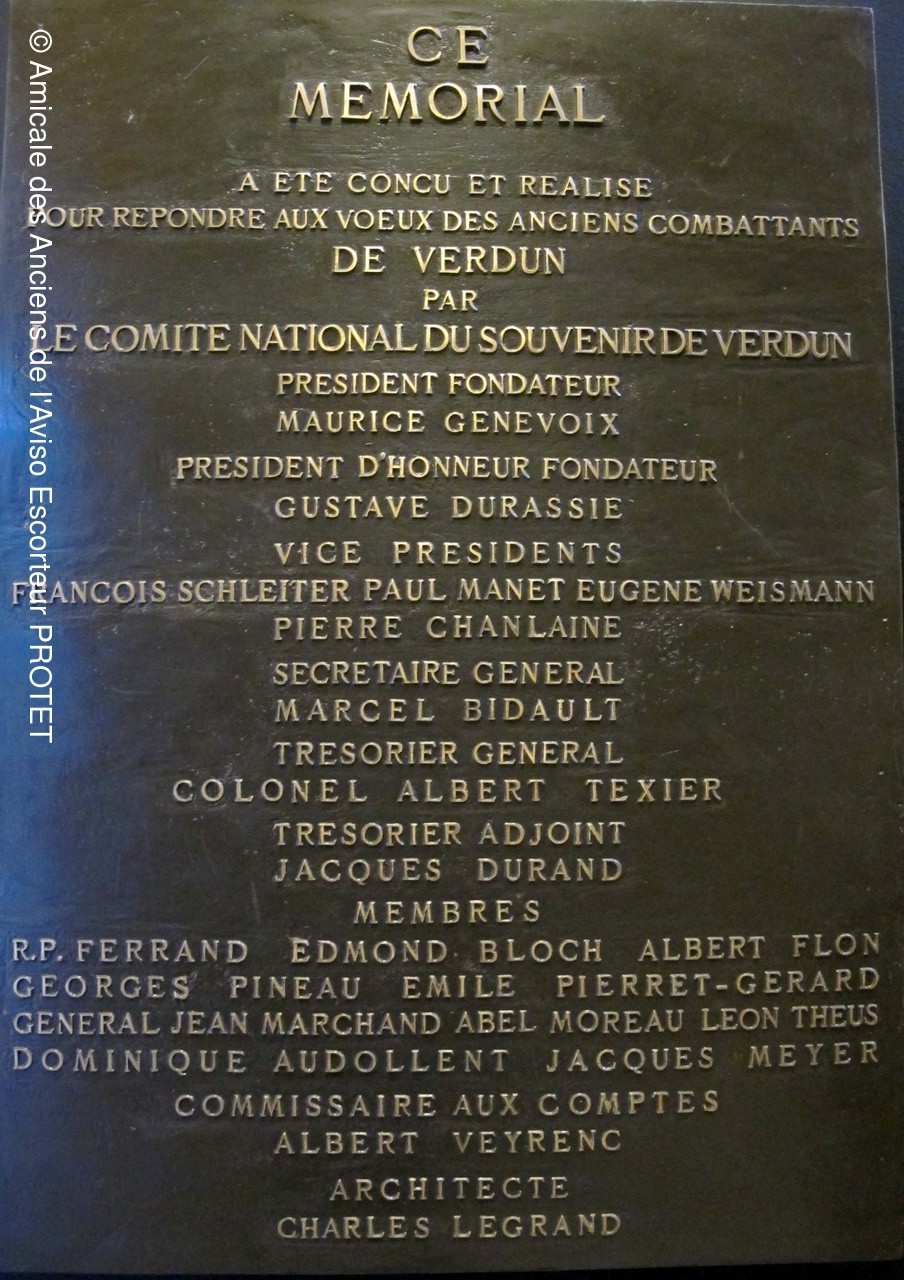 CE
MEMORIAL
A ETE CONCU ET REALISE
POUR REPONDRE AUX VOEUX DES ANCIENS COMBATTANTS
DE VERDUN
PAR
LE COMITE NATIONAL DU SOUVENIR DE VERDUN
PRESIDENT FONDATEUR
MAURICE GENEVOIX
PRESIDENT D'HONNEUR FONDATEUR
GUSTAVE DURASSIE
VICE PRESIDENTS
FRANCOIS SCHLEITER PAUL MANET EUGENE WEISMANN
PIERRE CHANLAINE
SECRETAIRE GENERAL
MARCEL BIDAULT
TRESORIER GENERAL
COLONEL ALBERT TEXIER
TRESORIER ADJOINT
JACQUES DURAND
MEMBRES
R.P. FERRAND EDMOND BLOCH ALBERT FLON
GEORGES PINEAU EMILE PIERRET-GERARD
GENERAL JEAN MARCHAND ABEL MOREAU LEON THEUS
DOMINIQUE AUDOLLENT JACQUES MEYER
COMMISSAIRE AUX COMPTES
ALBERT VEYRENC
ARCHITECTE
CHARLES LEGRAND
© Amicale des Anciens de l'Aviso Escorteur PROTET